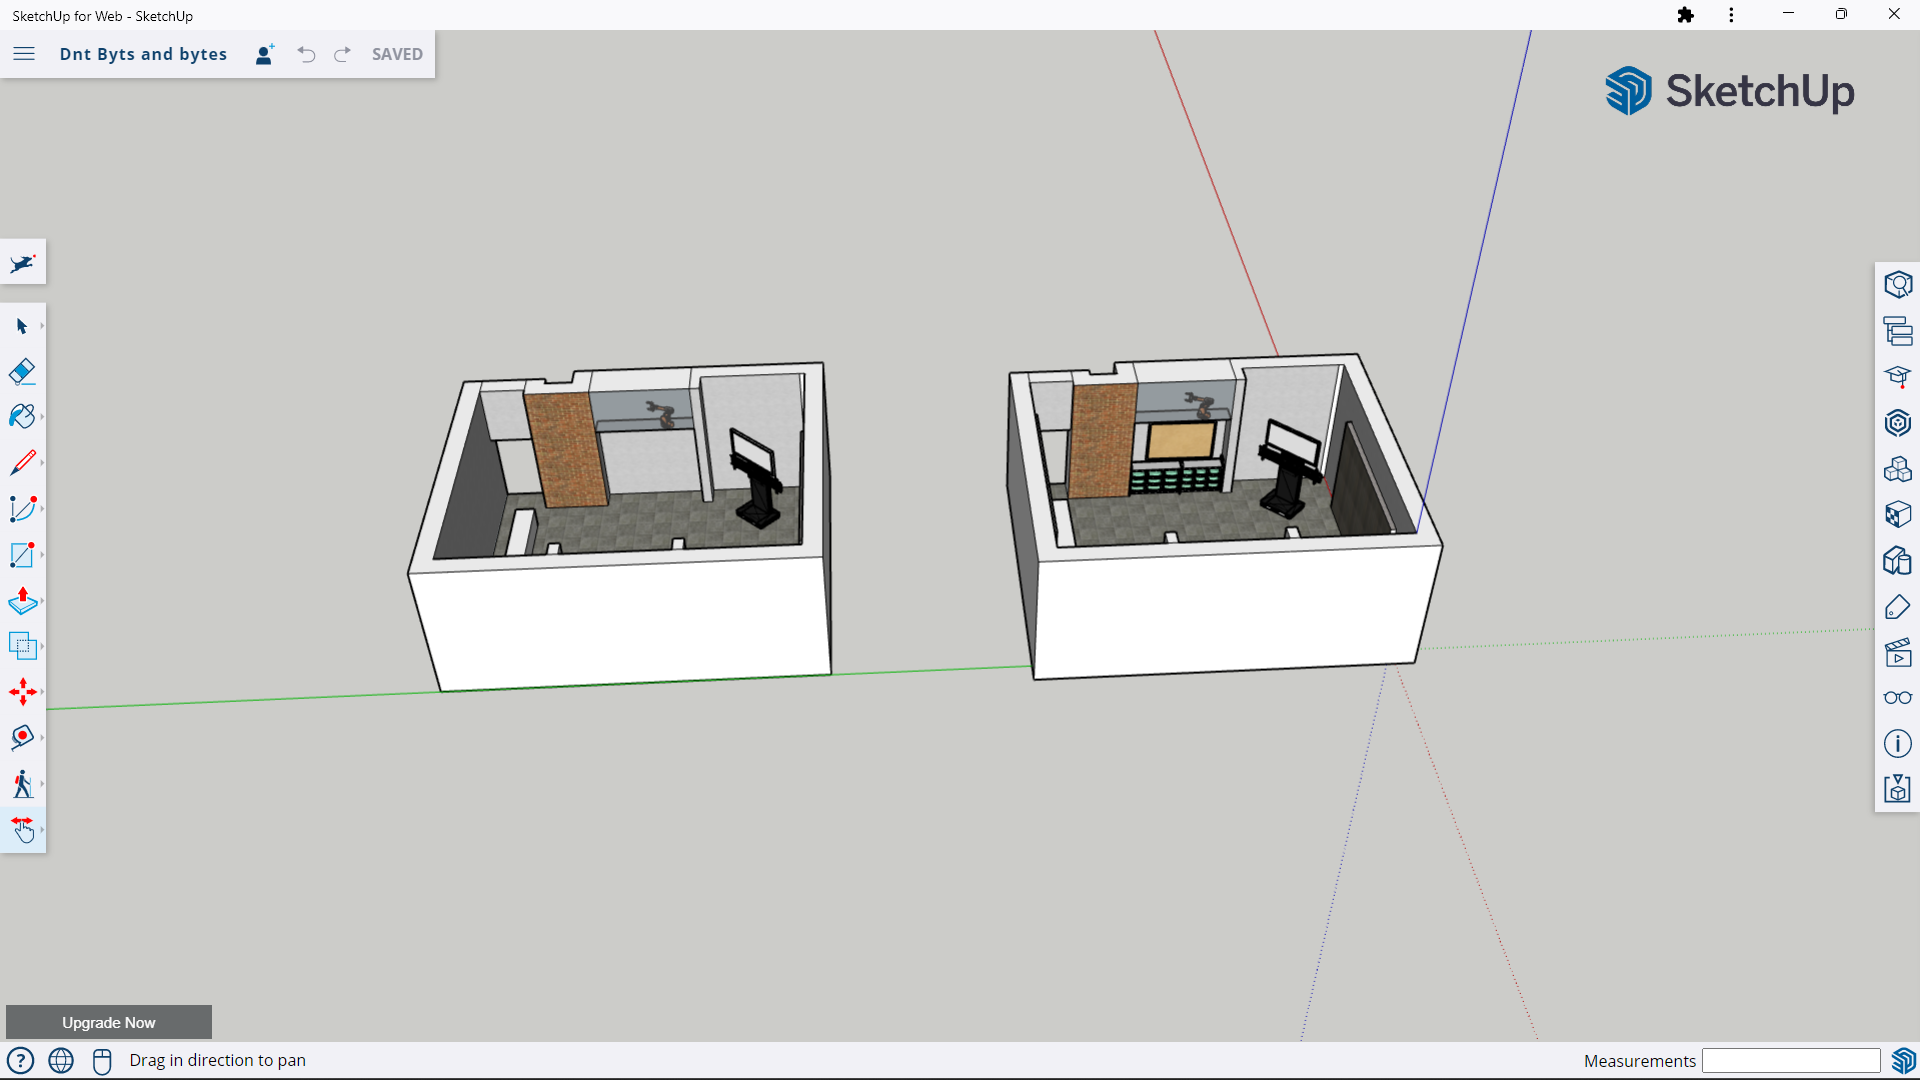 SketchUp for Web - SketchUp
Dnt Byts and bytes
SAVED
SketchUp
Upgrade Now
? Drag in direction to pan
Measurements